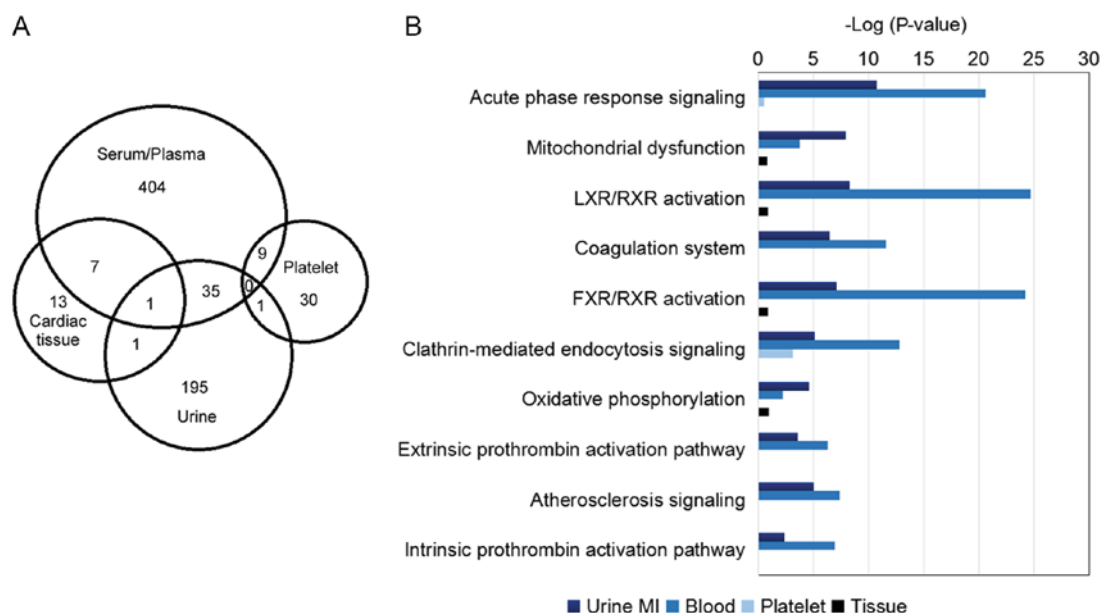 A
Serum/Plasma
404
7
35
9
Platelet
0
30
1
1
13
Cardiac
tissue
1
195
Urine
B
-Log (P-value)
0 5 10 15 20 25 30
Acute phase response signaling
Mitochondrial dysfunction
LXR/RXR activation
Coagulation system
FXR/RXR activation
Clathrin-mediated endocytosis signaling
Oxidative phosphorylation
Extrinsic prothrombin activation pathway
Atherosclerosis signaling
Intrinsic prothrombin activation pathway
Urine MI Blood Platelet Tissue